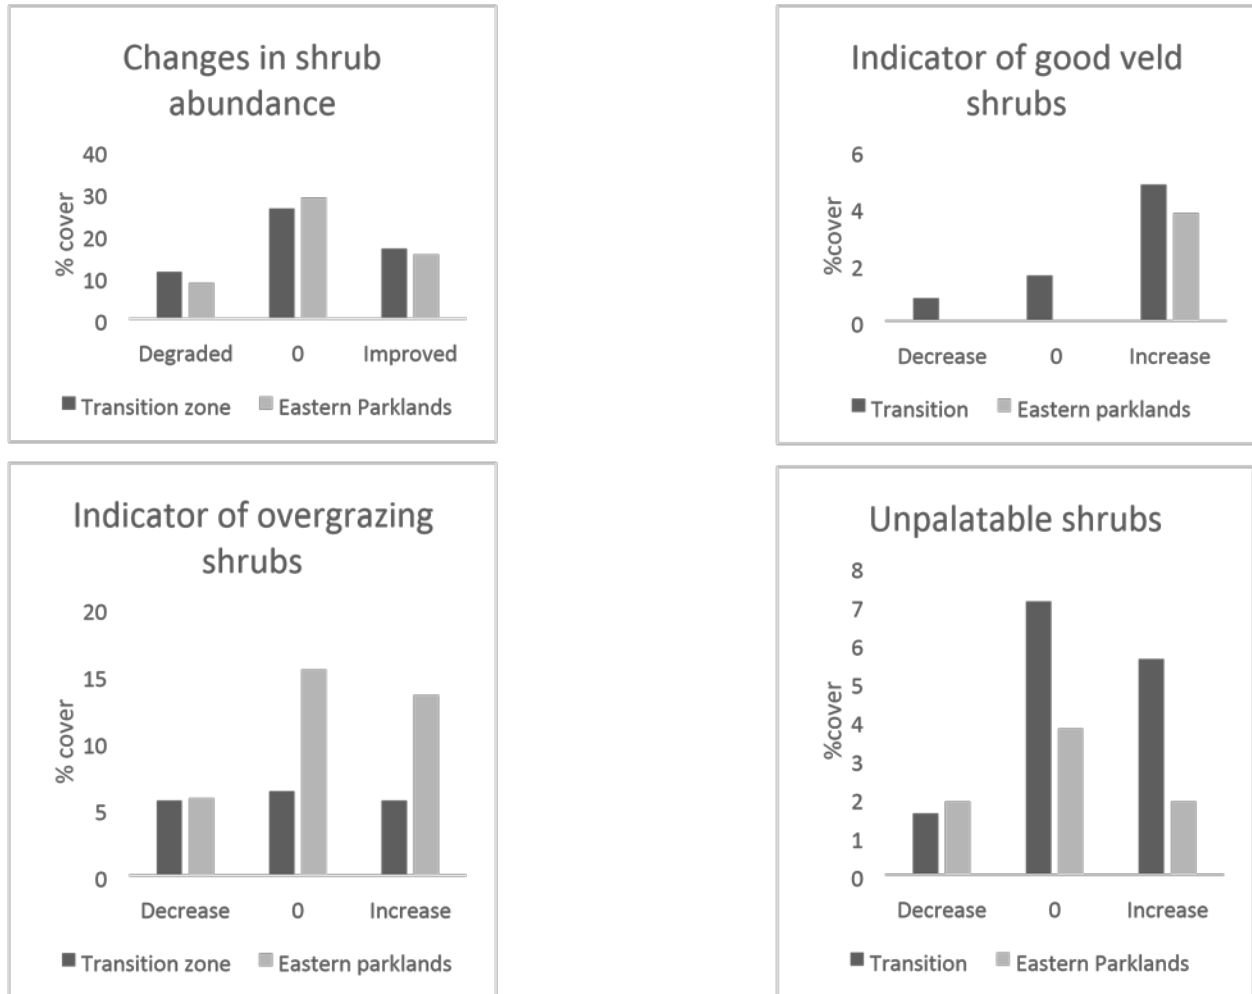 Changes in shrub
abundance
40
30
20
10
0
% cover
Degraded 0 Improved
Transition zone Eastern Parklands
Indicator of good veld
shrubs
6
4
2
0
%cover
Decrease 0 Increase
Transition Eastern parklands
Indicator of overgrazing
shrubs
20
15
10
5
0
% cover
Decrease 0 Increase
Transition zone Eastern parklands
Unpalatable shrubs
8
7
6
5
4
3
2
1
0
%cover
Decrease 0 Increase
Transition Eastern Parklands